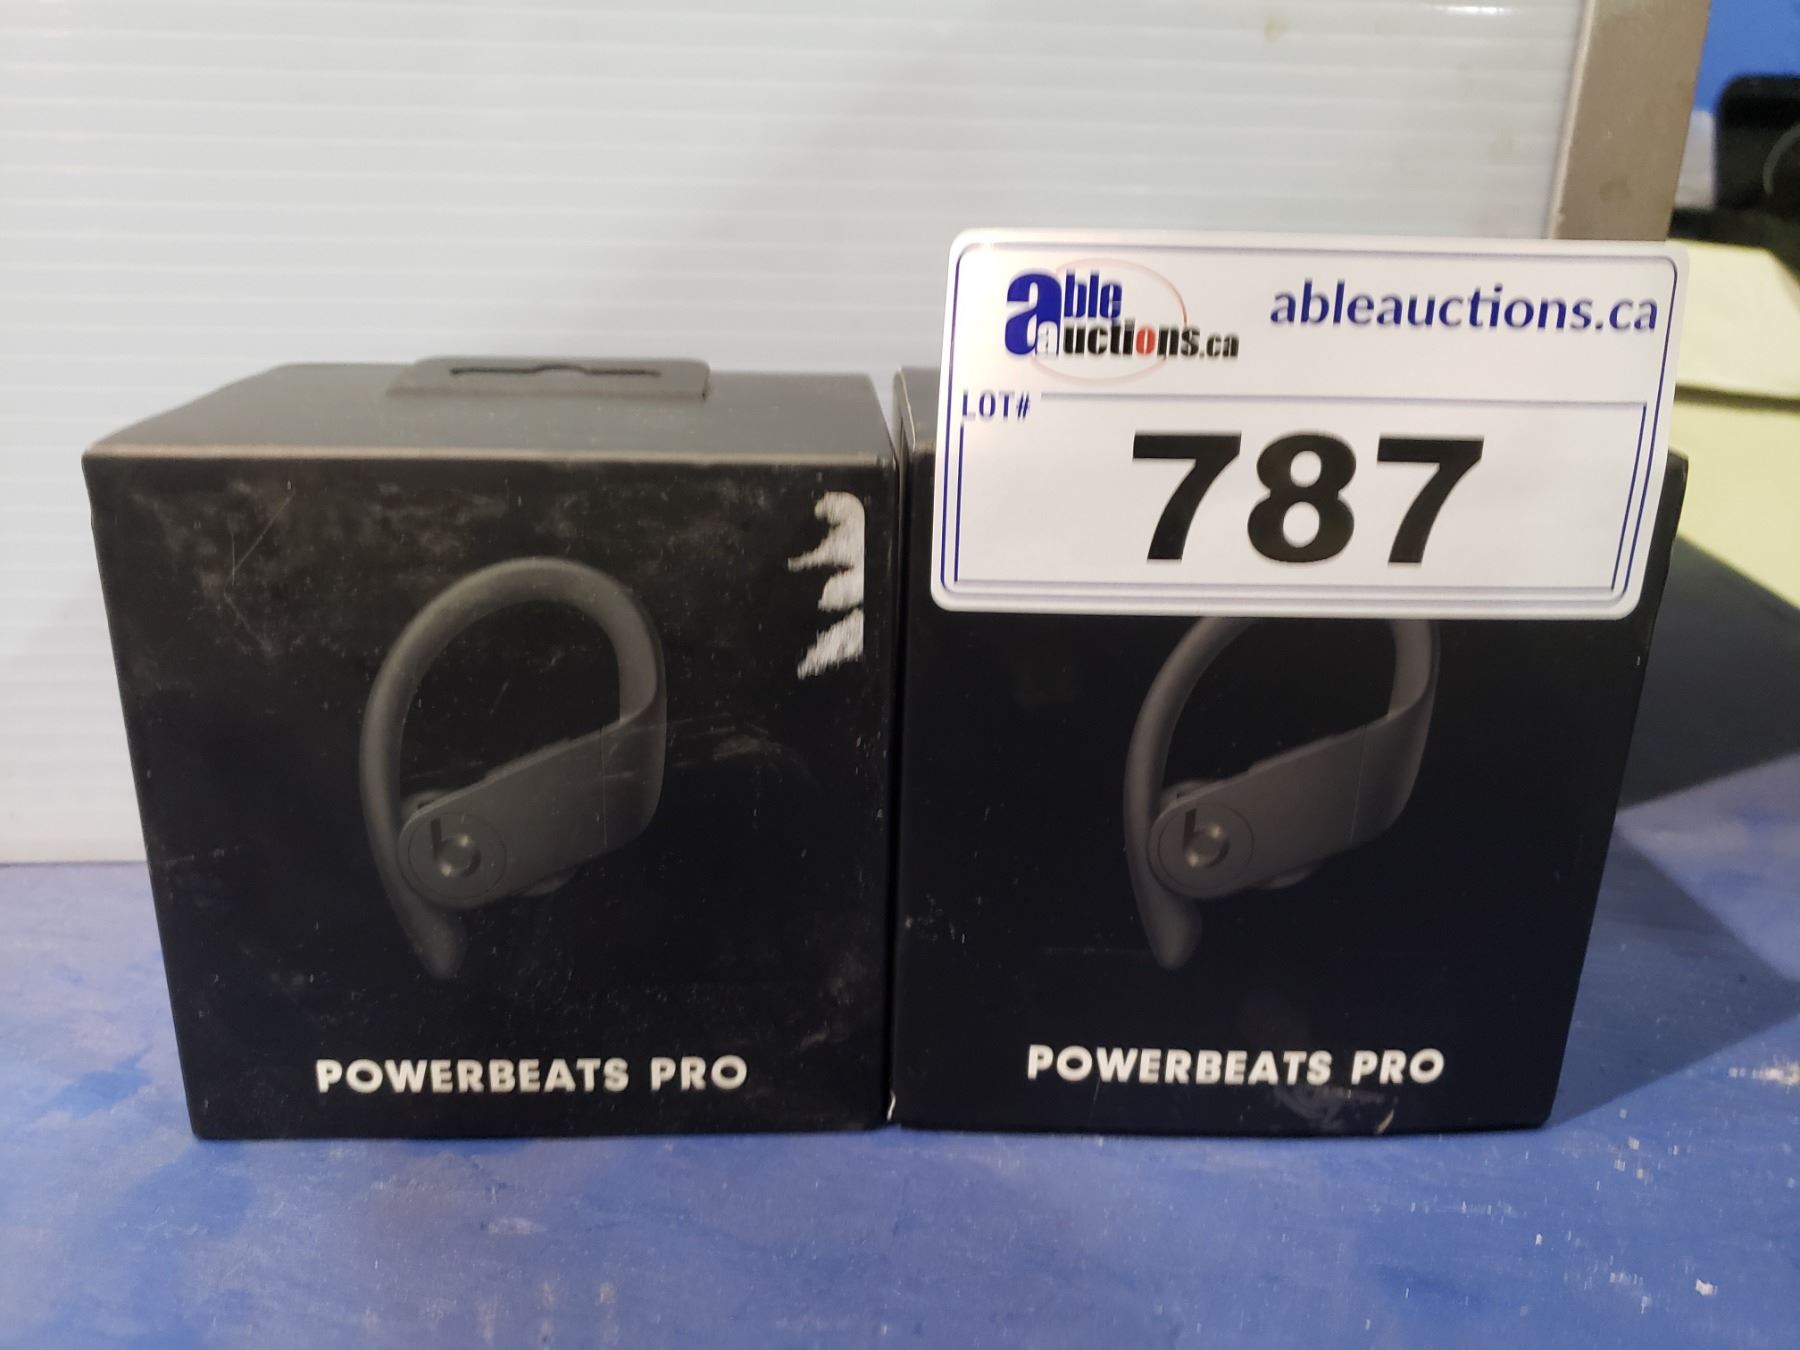 able
auctions.ca
ableauctions.ca
LOT#
787
b
b
POWERBEATS PRO
POWERBEATS PRO